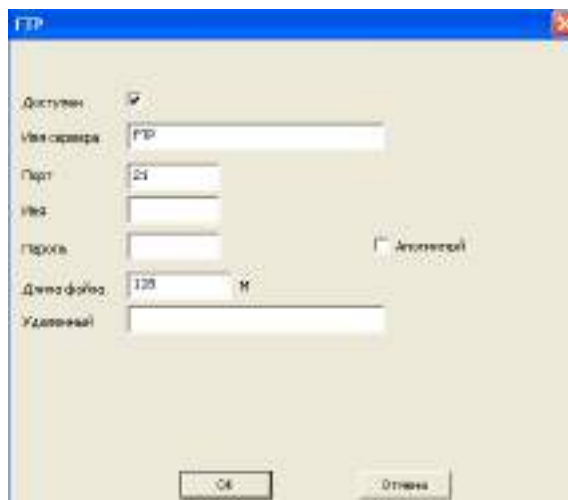 FTP
Доступен
Имя сервера FTP
Порт 21
Имя
Пароль Анонимный
Длина файла 128 M
Удаленный
OK Отмена